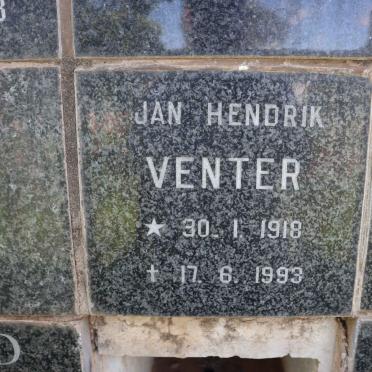 JAN HENDRIK
VENTER
★ 30. 1. 1918
† 17. 6. 1993